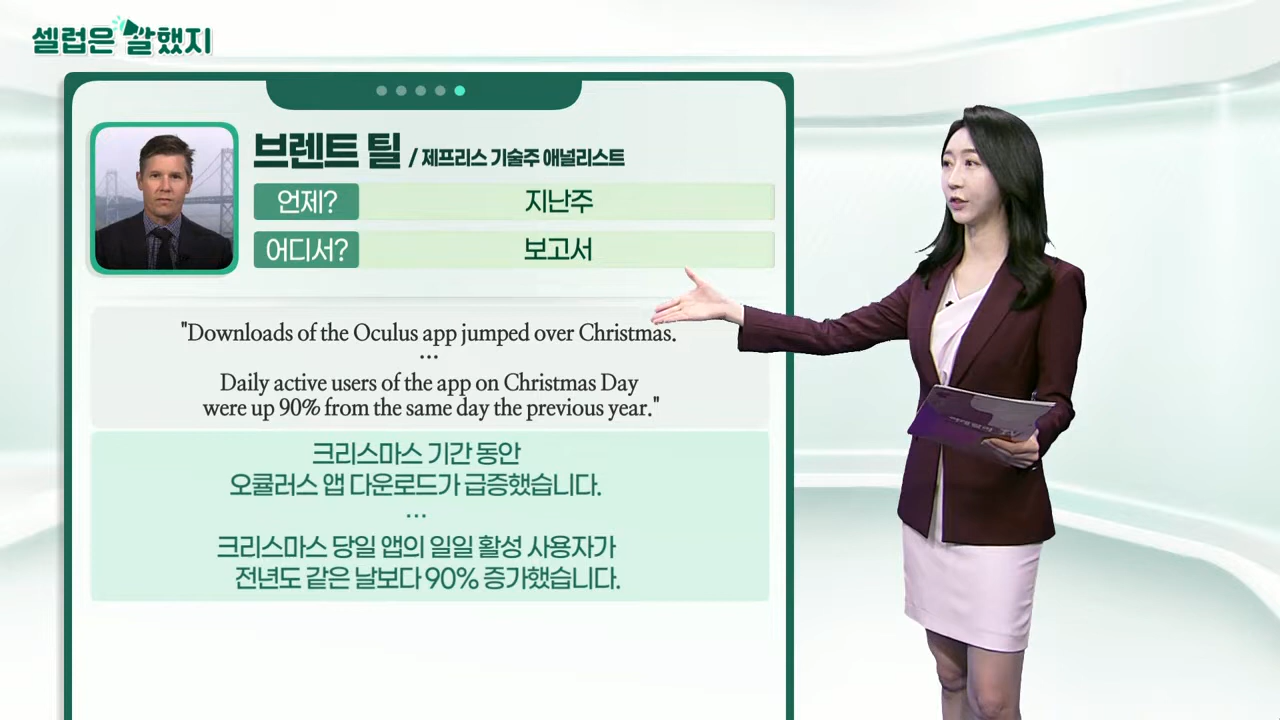 셀럽은 말했지
브렌트 틸 / 제프리스 기술주 애널리스트
언제? 지난주
어디서? 보고서
"Downloads of the Oculus app jumped over Christmas.
...
Daily active users of the app on Christmas Day
were up 90% from the same day the previous year."
크리스마스 기간 동안
오큘러스 앱 다운로드가 급증했습니다.
...
크리스마스 당일 앱의 일일 활성 사용자가
전년도 같은 날보다 90% 증가했습니다.